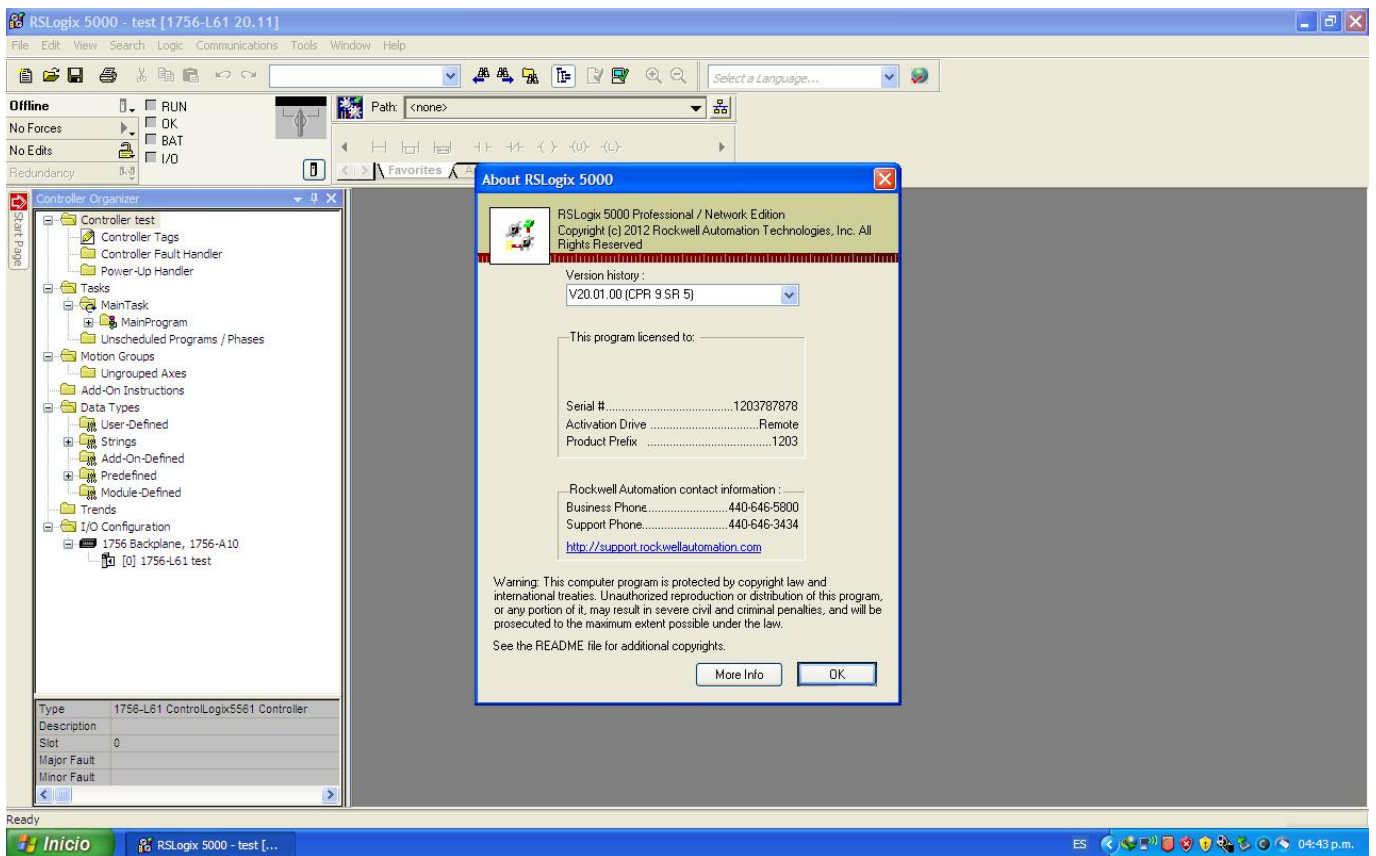 RSLogix 5000 - test [1756-L61 20.11]
File Edit View Search Logic Communications Tools Window Help
Select a Language...
Offline
RUN
Path: <none>
No Forces
OK
No Edits
BAT
I/O
Redundancy
Favorites
Start Page
Controller Organizer
Controller test
Controller Tags
Controller Fault Handler
Power-Up Handler
Tasks
MainTask
MainProgram
Unscheduled Programs / Phases
Motion Groups
Ungrouped Axes
Add-On Instructions
Data Types
User-Defined
Strings
Add-On-Defined
Predefined
Module-Defined
Trends
I/O Configuration
1756 Backplane, 1756-A10
[0] 1756-L61 test
Type 1756-L61 ControlLogix5561 Controller
Description
Slot 0
Major Fault
Minor Fault
About RSLogix 5000
RSLogix 5000 Professional / Network Edition
Copyright (c) 2012 Rockwell Automation Technologies, Inc. All
Rights Reserved
Version history :
V20.01.00 (CPR 9 SR 5)
This program licensed to:
Serial #.......................................1203787878
Activation Drive .................................Remote
Product Prefix ......................................1203
Rockwell Automation contact information :
Business Phone.........................440-646-5800
Support Phone..........................440-646-3434
http://support.rockwellautomation.com
Warning: This computer program is protected by copyright law and
international treaties. Unauthorized reproduction or distribution of this program,
or any portion of it, may result in severe civil and criminal penalties, and will be
prosecuted to the maximum extent possible under the law.
See the README file for additional copyrights.
More Info OK
Ready
Inicio RSLogix 5000 - test [... ES 04:43 p.m.